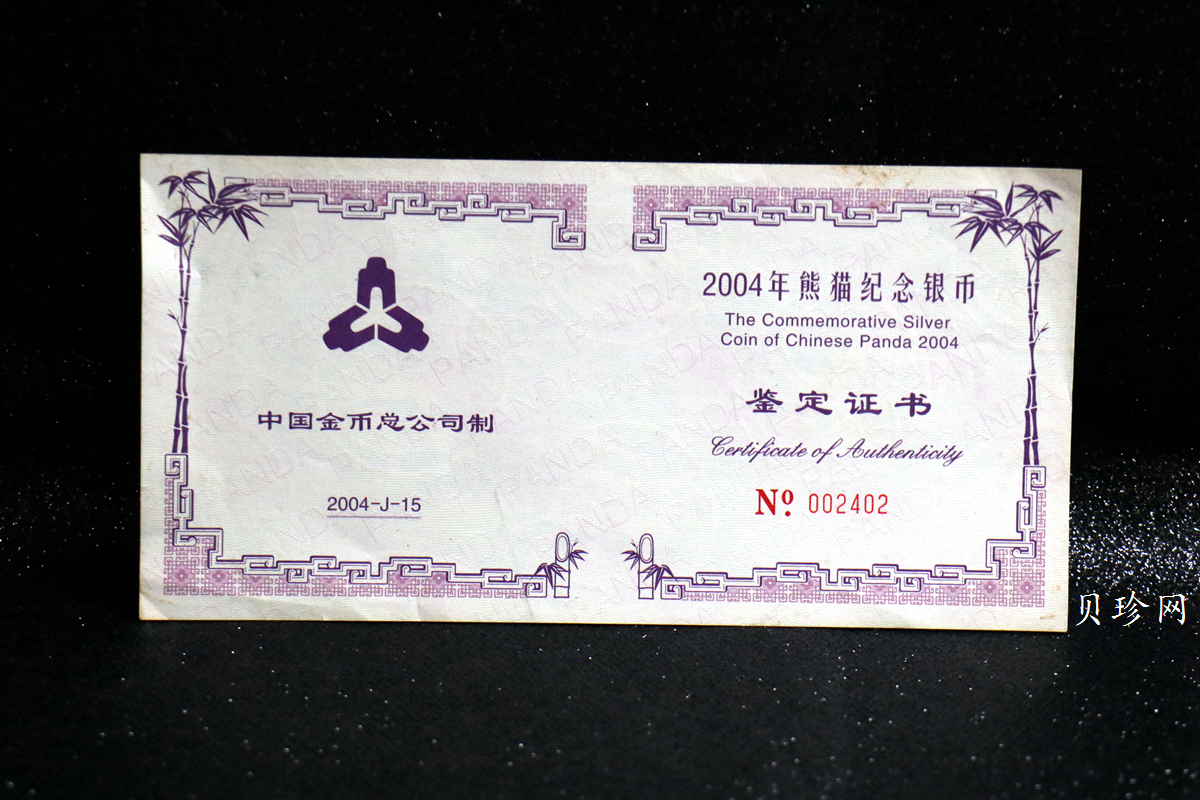 中国金币总公司制
2004-J-15
2004年熊猫纪念银币
The Commemorative Silver
Coin of Chinese Panda 2004
鉴定证书
Certificate of Authenticity
Nº 002402
贝珍网